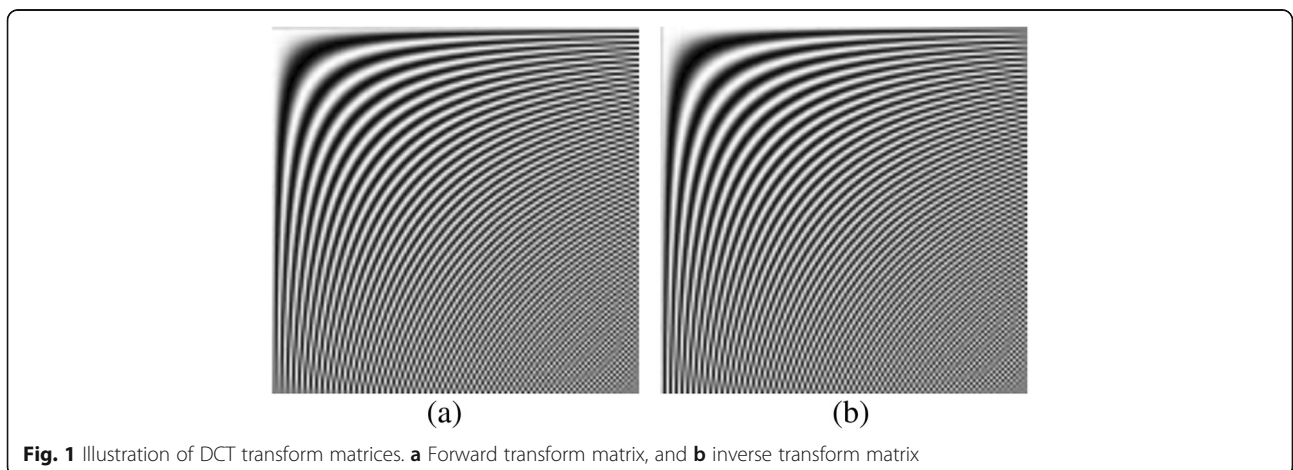 (a) (b)
Fig. 1 Illustration of DCT transform matrices. a Forward transform matrix, and b inverse transform matrix